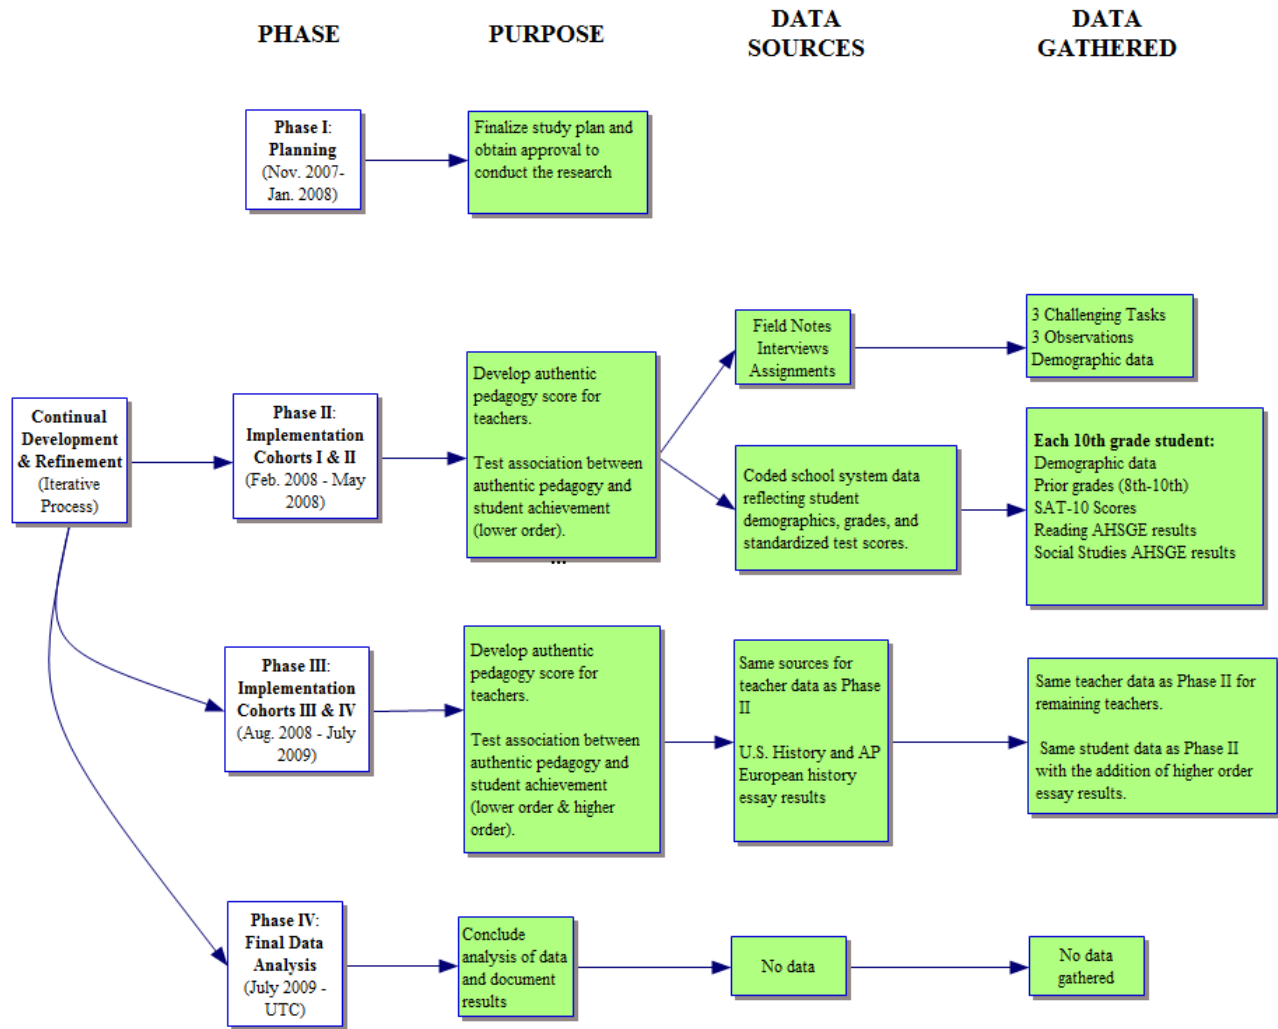 PHASE
PURPOSE
DATA
SOURCES
DATA
GATHERED
Phase I:
Planning
(Nov. 2007-
Jan. 2008)
Finalize study plan and
obtain approval to
conduct the research
Continual
Development
& Refinement
(Iterative
Process)
Phase II:
Implementation
Cohorts I & II
(Feb. 2008 - May
2008)
Develop authentic
pedagogy score for
teachers.
Test association between
authentic pedagogy and
student achievement
(lower order).
...
Field Notes
Interviews
Assignments
3 Challenging Tasks
3 Observations
Demographic data
Coded school system data
reflecting student
demographics, grades, and
standardized test scores.
Each 10th grade student:
Demographic data
Prior grades (8th-10th)
SAT-10 Scores
Reading AHSGE results
Social Studies AHSGE results
Phase III:
Implementation
Cohorts III & IV
(Aug. 2008 - July
2009)
Develop authentic
pedagogy score for
teachers.
Test association between
authentic pedagogy and
student achievement
(lower order & higher
order).
Same sources for
teacher data as Phase
II
U.S. History and AP
European history
essay results
Same teacher data as Phase II for
remaining teachers.
Same student data as Phase II
with the addition of higher order
essay results.
Phase IV:
Final Data
Analysis
(July 2009 -
UTC)
Conclude
analysis of data
and document
results
No data
No data
gathered